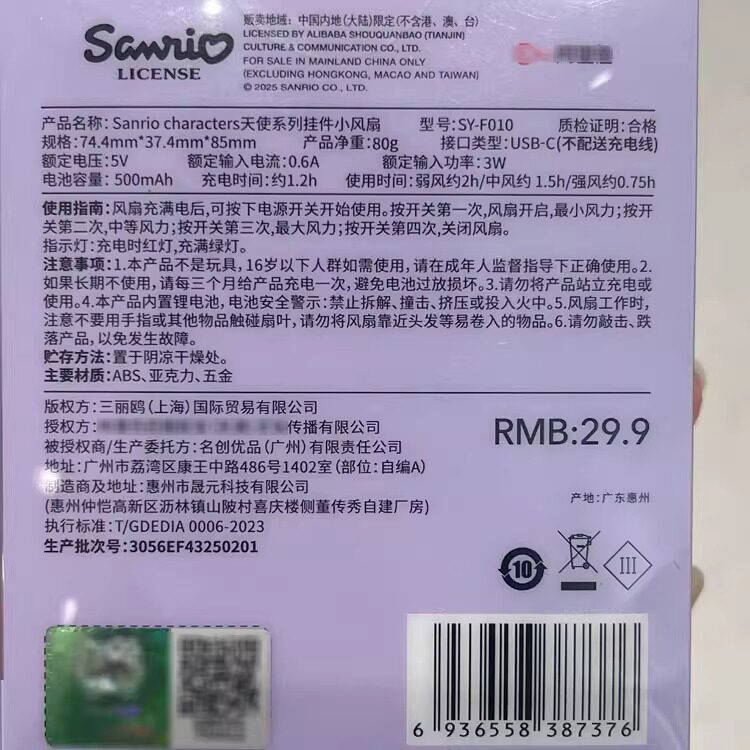 Sanrio
LICENSE
贩卖地域：中国内地(大陆)限定(不含港、澳、台)
LICENSED BY ALIBABA SHOUQUANBAO (TIANJIN)
CULTURE & COMMUNICATION CO., LTD.
FOR SALE IN MAINLAND CHINA ONLY
(EXCLUDING HONGKONG, MACAO AND TAIWAN)
© 2025 SANRIO CO., LTD.
产品名称：Sanrio characters天使系列挂件小风扇 型号：SY-F010 质检证明：合格
规格：74.4mm*37.4mm*85mm 产品净重：80g 接口类型：USB-C(不配送充电线)
额定电压：5V 额定输入电流：0.6A 额定输入功率：3W
电池容量：500mAh 充电时间：约1.2h 使用时间：弱风约2h/中风约 1.5h/强风约0.75h
使用指南：风扇充满电后,可按下电源开关开始使用。按开关第一次,风扇开启,最小风力；按开
关第二次,中等风力；按开关第三次,最大风力；按开关第四次,关闭风扇。
指示灯：充电时红灯,充满绿灯。
注意事项：1.本产品不是玩具，16岁以下人群如需使用，请在成年人监督指导下正确使用。2.
如果长期不使用,请每三个月给产品充电一次，避免电池过放损坏。3.请勿将产品站立充电或
使用。4.本产品内置锂电池，电池安全警示：禁止拆解、撞击、挤压或投入火中。5.风扇工作时,
注意不要用手指或其他物品触碰扇叶,请勿将风扇靠近头发等易卷入的物品。6.请勿敲击、跌
落产品,以免发生故障。
贮存方法：置于阴凉干燥处。
主要材质：ABS、亚克力、五金
版权方：三丽鸥(上海)国际贸易有限公司
授权方：传播有限公司
被授权商/生产委托方：名创优品(广州)有限责任公司
地址：广州市荔湾区康王中路486号1402室(部位：自编A)
制造商及地址：惠州市晟元科技有限公司
(惠州仲恺高新区沥林镇山陂村喜庆楼侧董传秀自建厂房)
执行标准：T/GDEDIA 0006-2023
生产批次号：3056EF43250201
RMB:29.9
产地：广东惠州
10
III
6 936558 387376